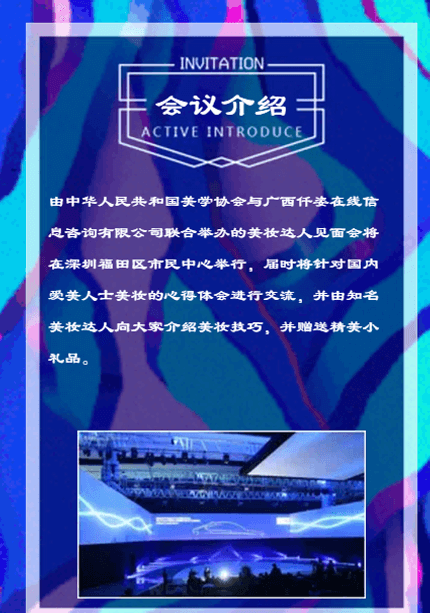 INVITATION
会议介绍
ACTIVE INTRODUCE
由中华人民共和国美学协会与广西仟姿在线信
息咨询有限公司联合举办的美妆达人见面会将
在深圳福田区市民中心举行，届时将针对国内
爱美人士美妆的心得体会进行交流，并由知名
美妆达人向大家介绍美妆技巧，并赠送精美小
礼品。